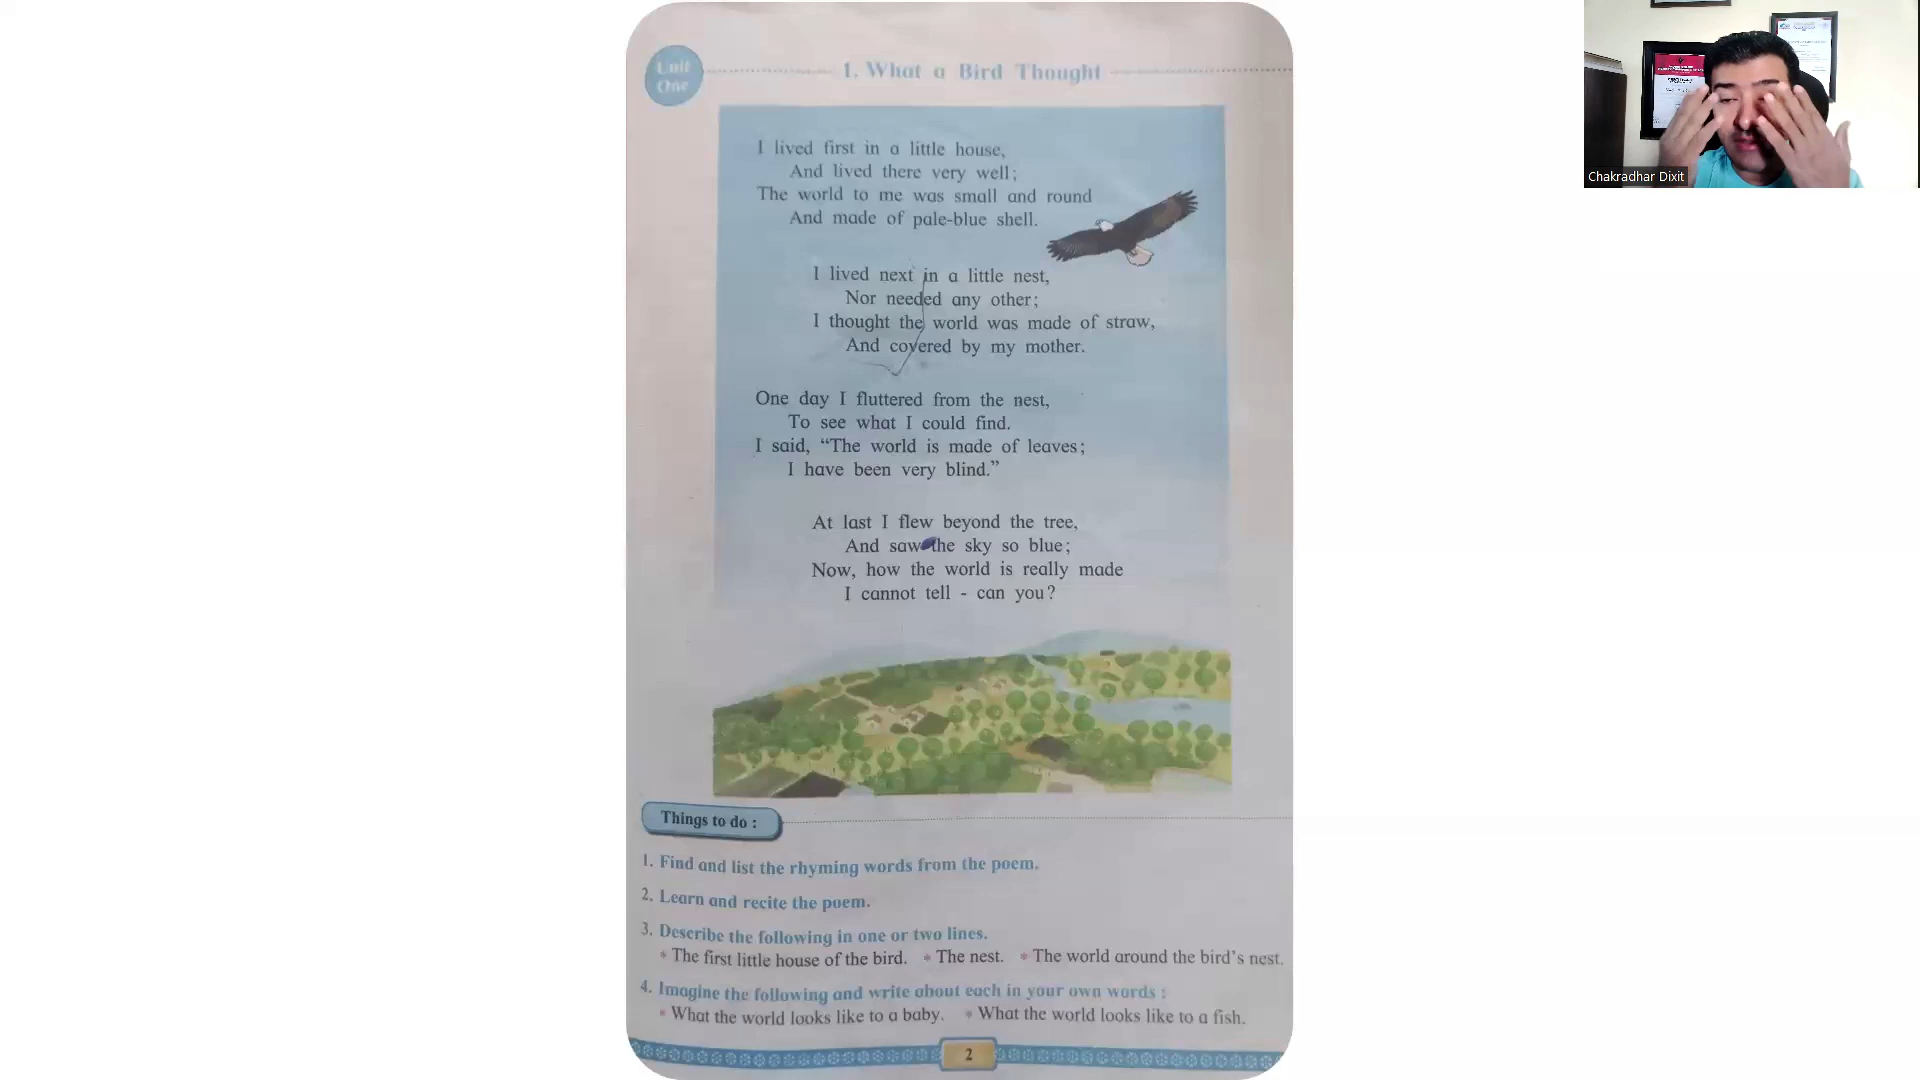 Unit
One
1. What a Bird Thought
I lived first in a little house,
And lived there very well;
The world to me was small and round
And made of pale-blue shell.
I lived next in a little nest,
Nor needed any other;
I thought the world was made of straw,
And covered by my mother.
One day I fluttered from the nest,
To see what I could find.
I said, “The world is made of leaves;
I have been very blind.”
At last I flew beyond the tree,
And saw the sky so blue;
Now, how the world is really made
I cannot tell - can you?
Things to do :
1. Find and list the rhyming words from the poem.
2. Learn and recite the poem.
3. Describe the following in one or two lines.
* The first little house of the bird. * The nest. * The world around the bird's nest.
4. Imagine the following and write about each in your own words :
* What the world looks like to a baby. * What the world looks like to a fish.
2
Chakradhar Dixit